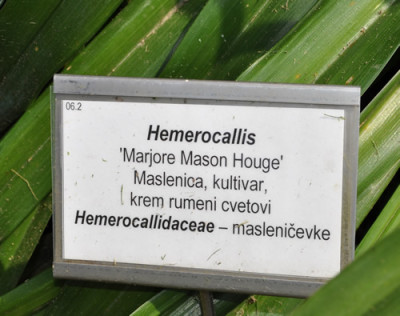 06.2
Hemerocallis
'Marjore Mason Houge'
Maslenica, kultivar,
krem rumeni cvetovi
Hemerocallidaceae – masleničevke